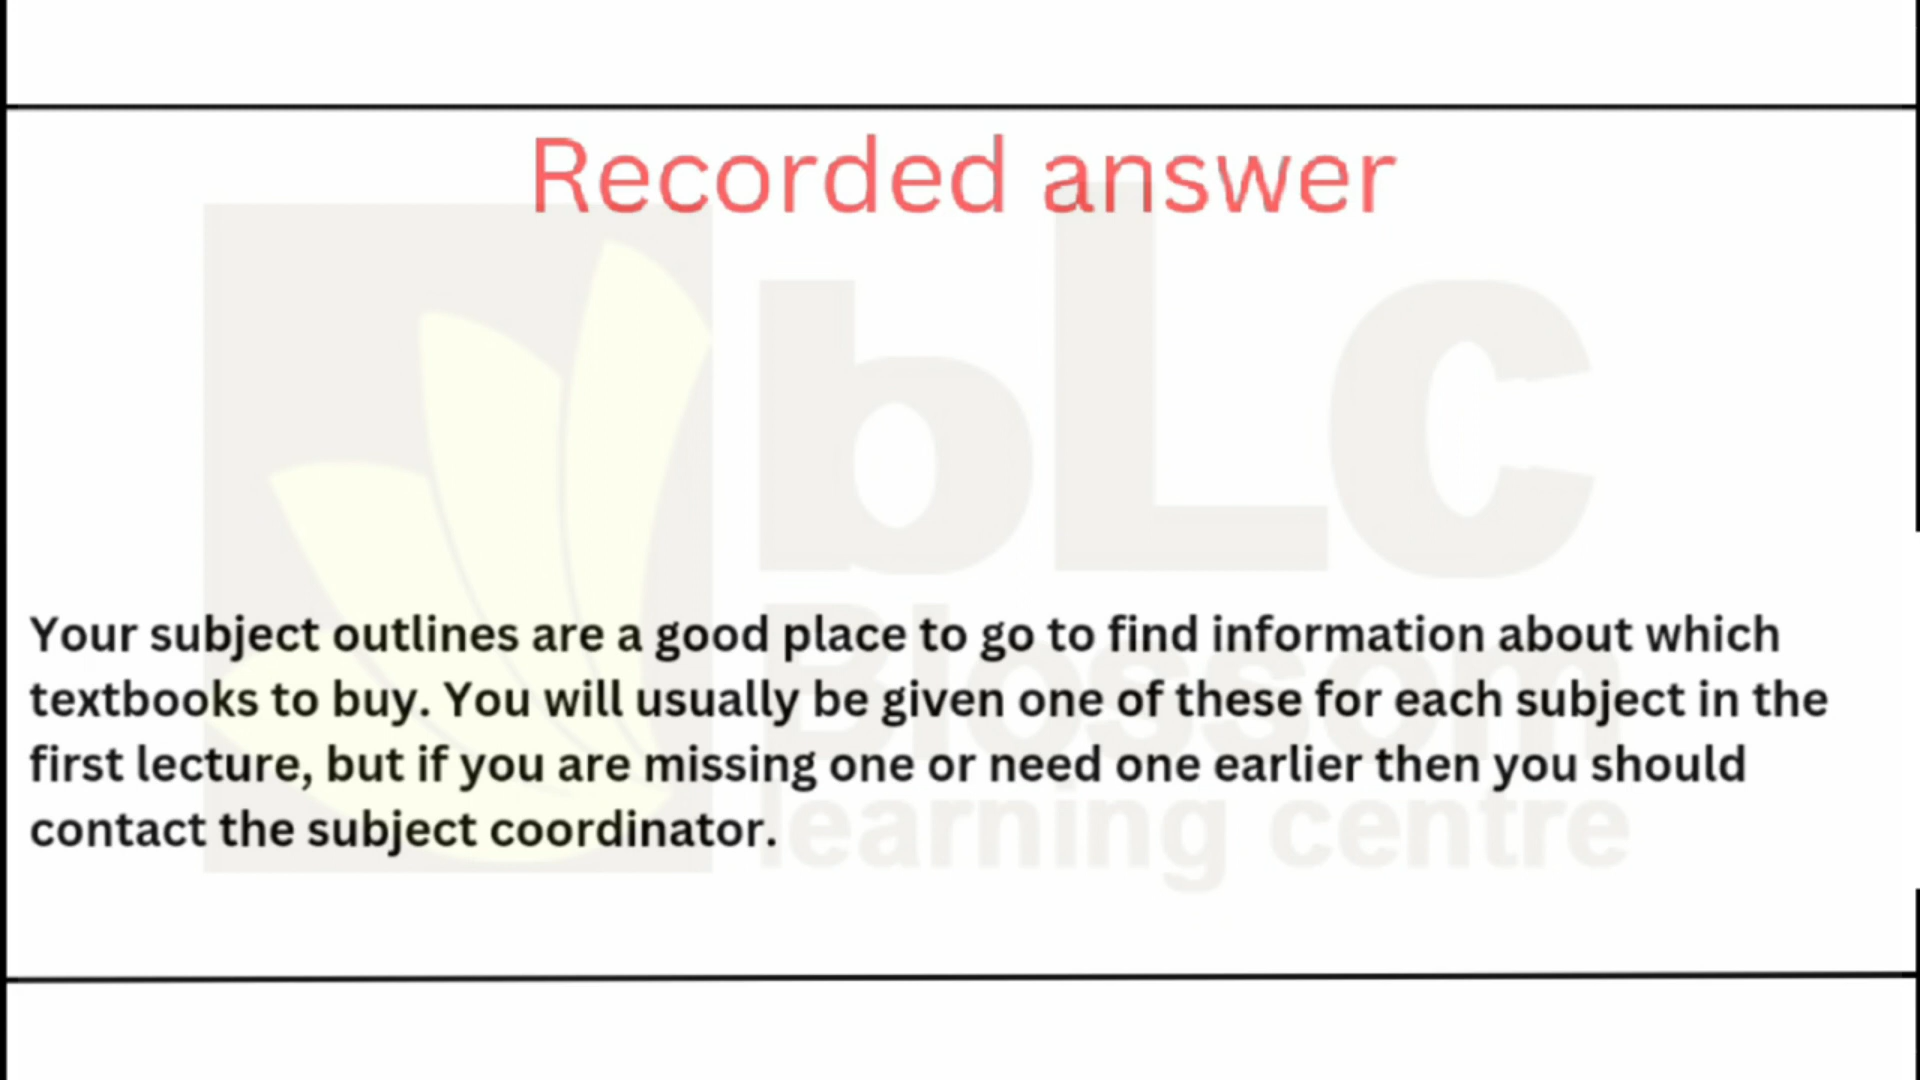 Recorded answer
bLc
Blossom
learning centre
Your subject outlines are a good place to go to find information about which
textbooks to buy. You will usually be given one of these for each subject in the
first lecture, but if you are missing one or need one earlier then you should
contact the subject coordinator.